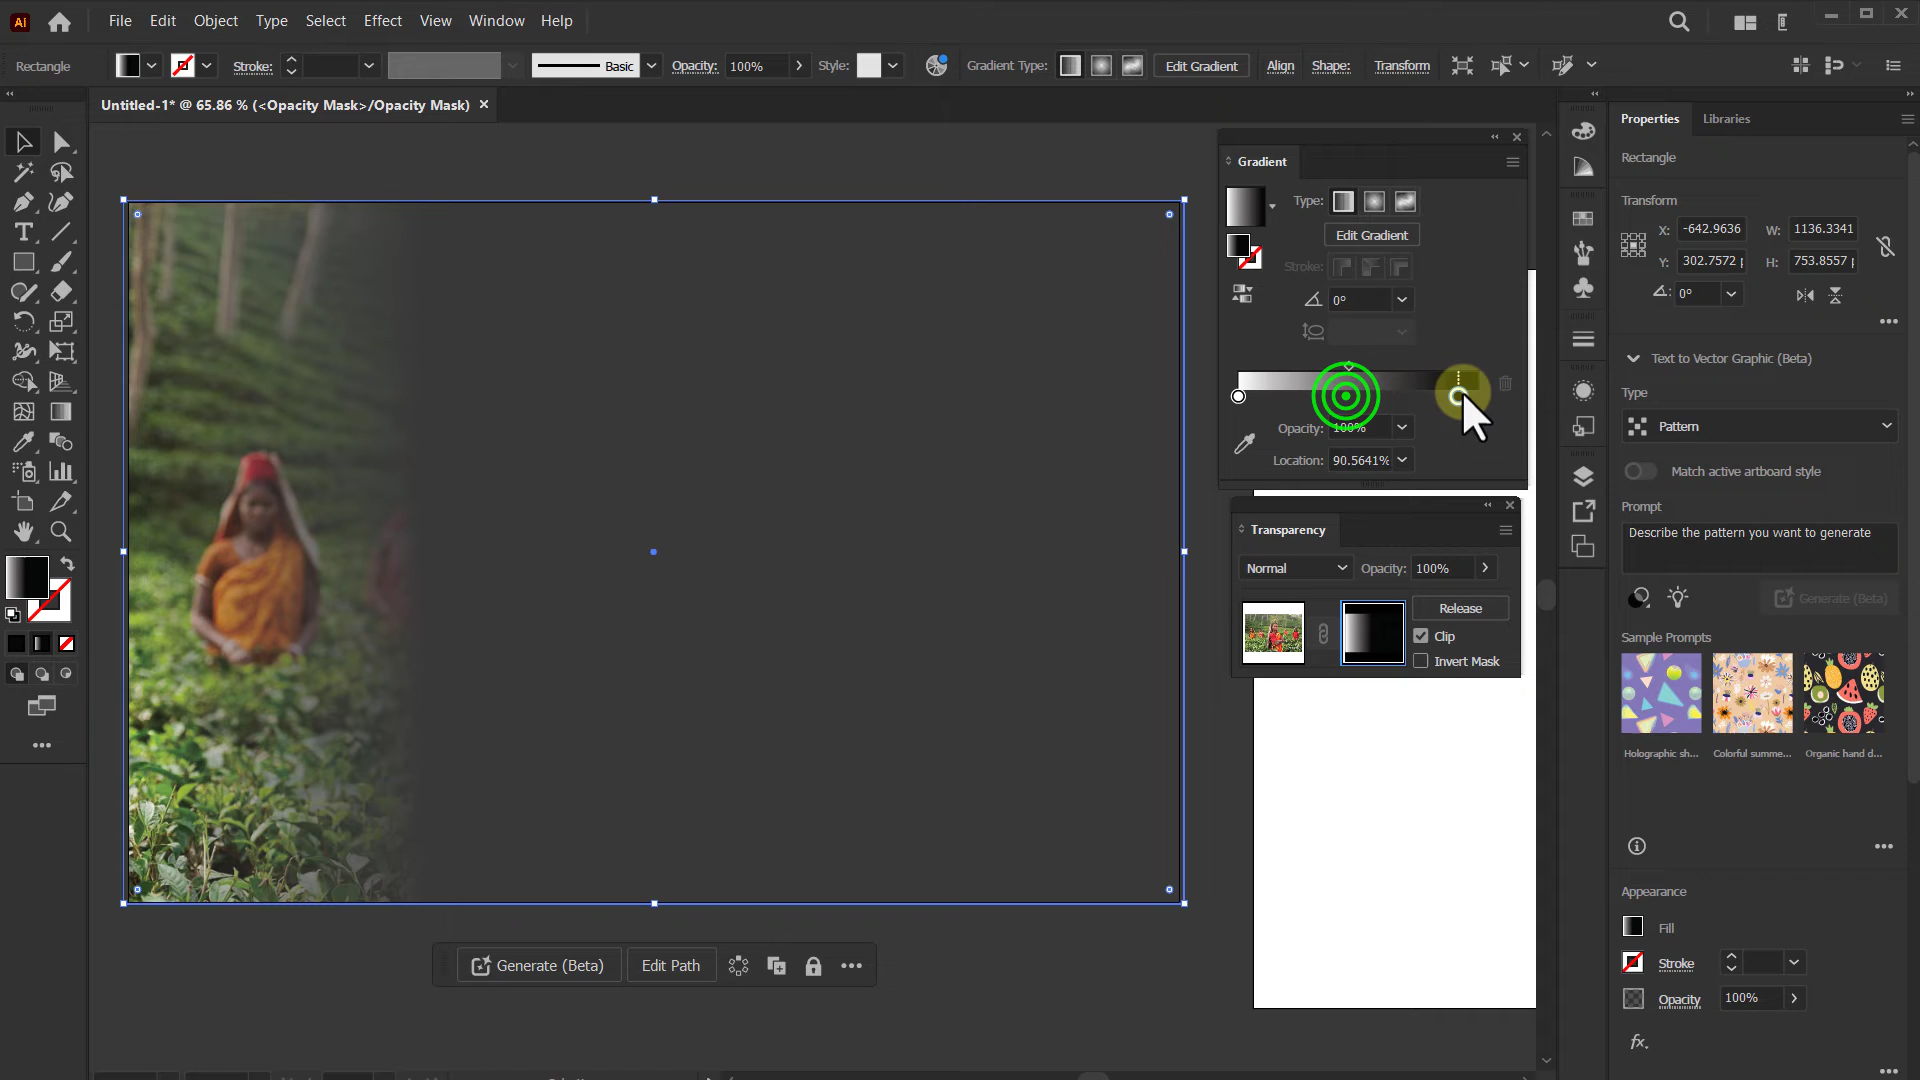 Ai File Edit Object Type Select Effect View Window Help
Rectangle Stroke: Basic Opacity: 100% Style: Gradient Type: Edit Gradient Align Shape: Transform
Untitled-1* @ 65.86 % (<Opacity Mask>/Opacity Mask)
Gradient
Type:
Edit Gradient
Stroke:
0°
Opacity: 100%
Location: 90.5641%
Transparency
Normal Opacity: 100%
Release
Clip
Invert Mask
Generate (Beta) Edit Path
Properties Libraries
Rectangle
Transform
X: -642.9636 W: 1136.3341
Y: 302.7572 p H: 753.8557 p
0°
Text to Vector Graphic (Beta)
Type
Pattern
Match active artboard style
Prompt
Describe the pattern you want to generate
Generate (Beta)
Sample Prompts
Holographic sh... Colorful summe... Organic hand d...
Appearance
Fill
Stroke
Opacity 100%
fx.